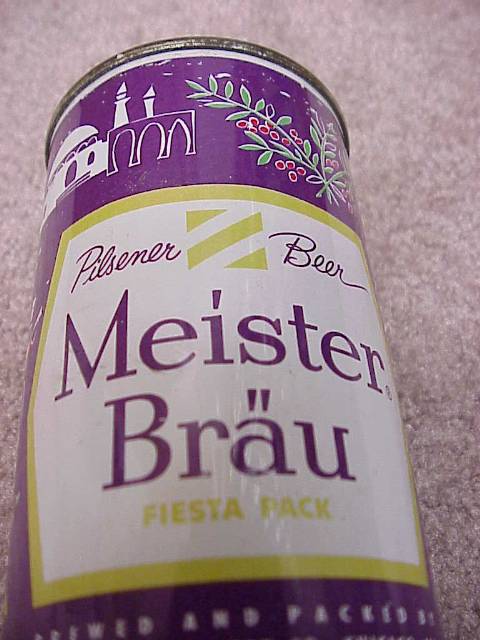 Pilsener Beer
Meister
Bräu
FIESTA PACK
BREWED AND PACKED BY